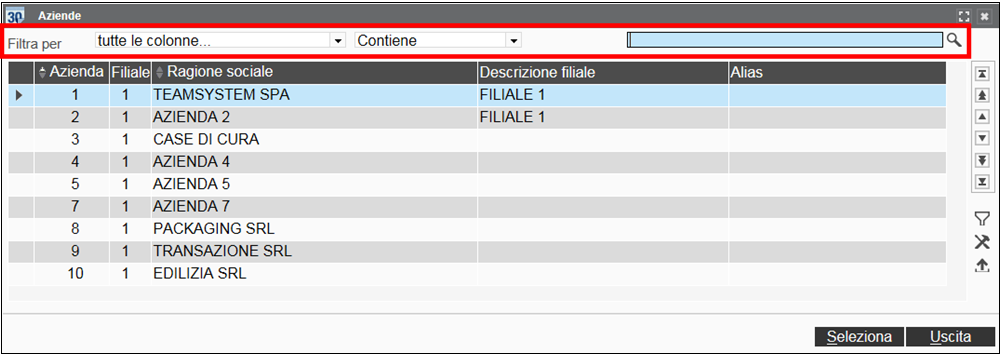 30 Aziende
Filtra per tutte le colonne... Contiene
Azienda Filiale Ragione sociale Descrizione filiale Alias
1 1 TEAMSYSTEM SPA FILIALE 1
2 1 AZIENDA 2 FILIALE 1
3 1 CASE DI CURA
4 1 AZIENDA 4
5 1 AZIENDA 5
7 1 AZIENDA 7
8 1 PACKAGING SRL
9 1 TRANSAZIONE SRL
10 1 EDILIZIA SRL
Seleziona Uscita